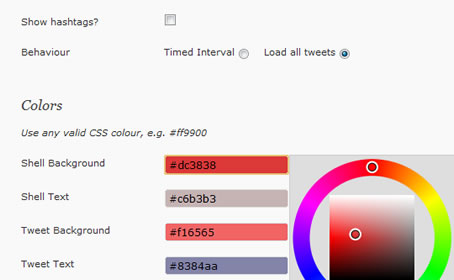 Show hashtags?
Behaviour Timed Interval Load all tweets
Colors
Use any valid CSS colour, e.g. #ff9900
Shell Background #dc3838
Shell Text #c6b3b3
Tweet Background #f16565
Tweet Text #8384aa